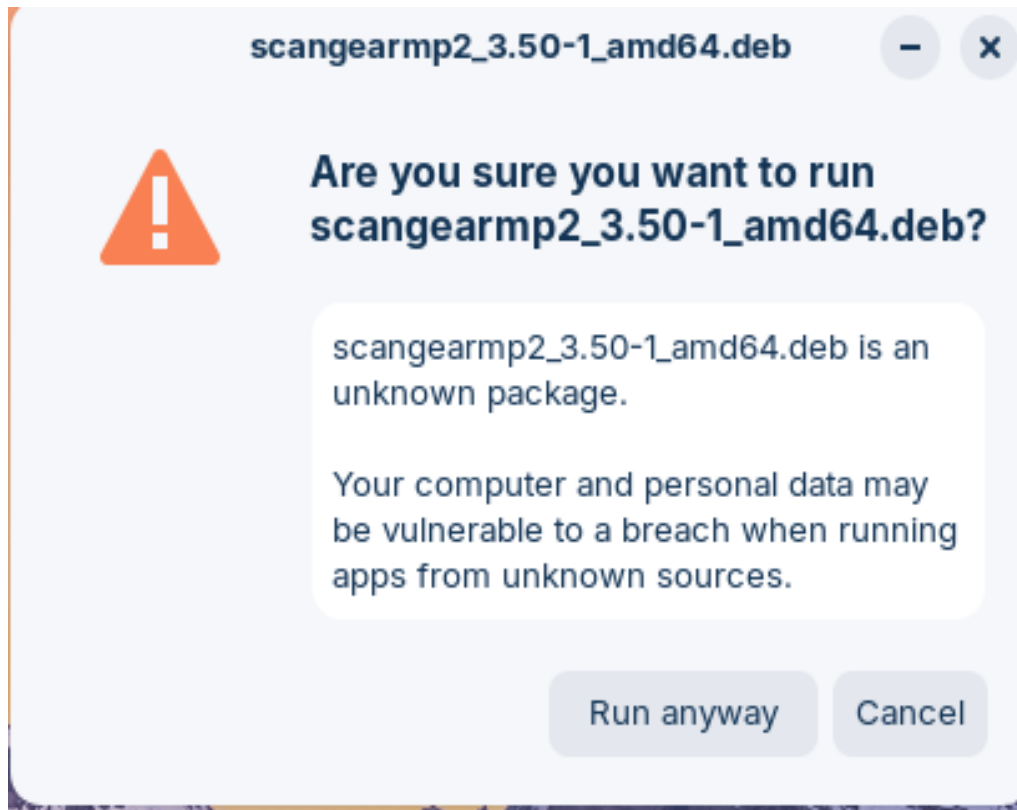 scangearmp2_3.50-1_amd64.deb
Are you sure you want to run
scangearmp2_3.50-1_amd64.deb?
scangearmp2_3.50-1_amd64.deb is an
unknown package.
Your computer and personal data may
be vulnerable to a breach when running
apps from unknown sources.
Run anyway
Cancel